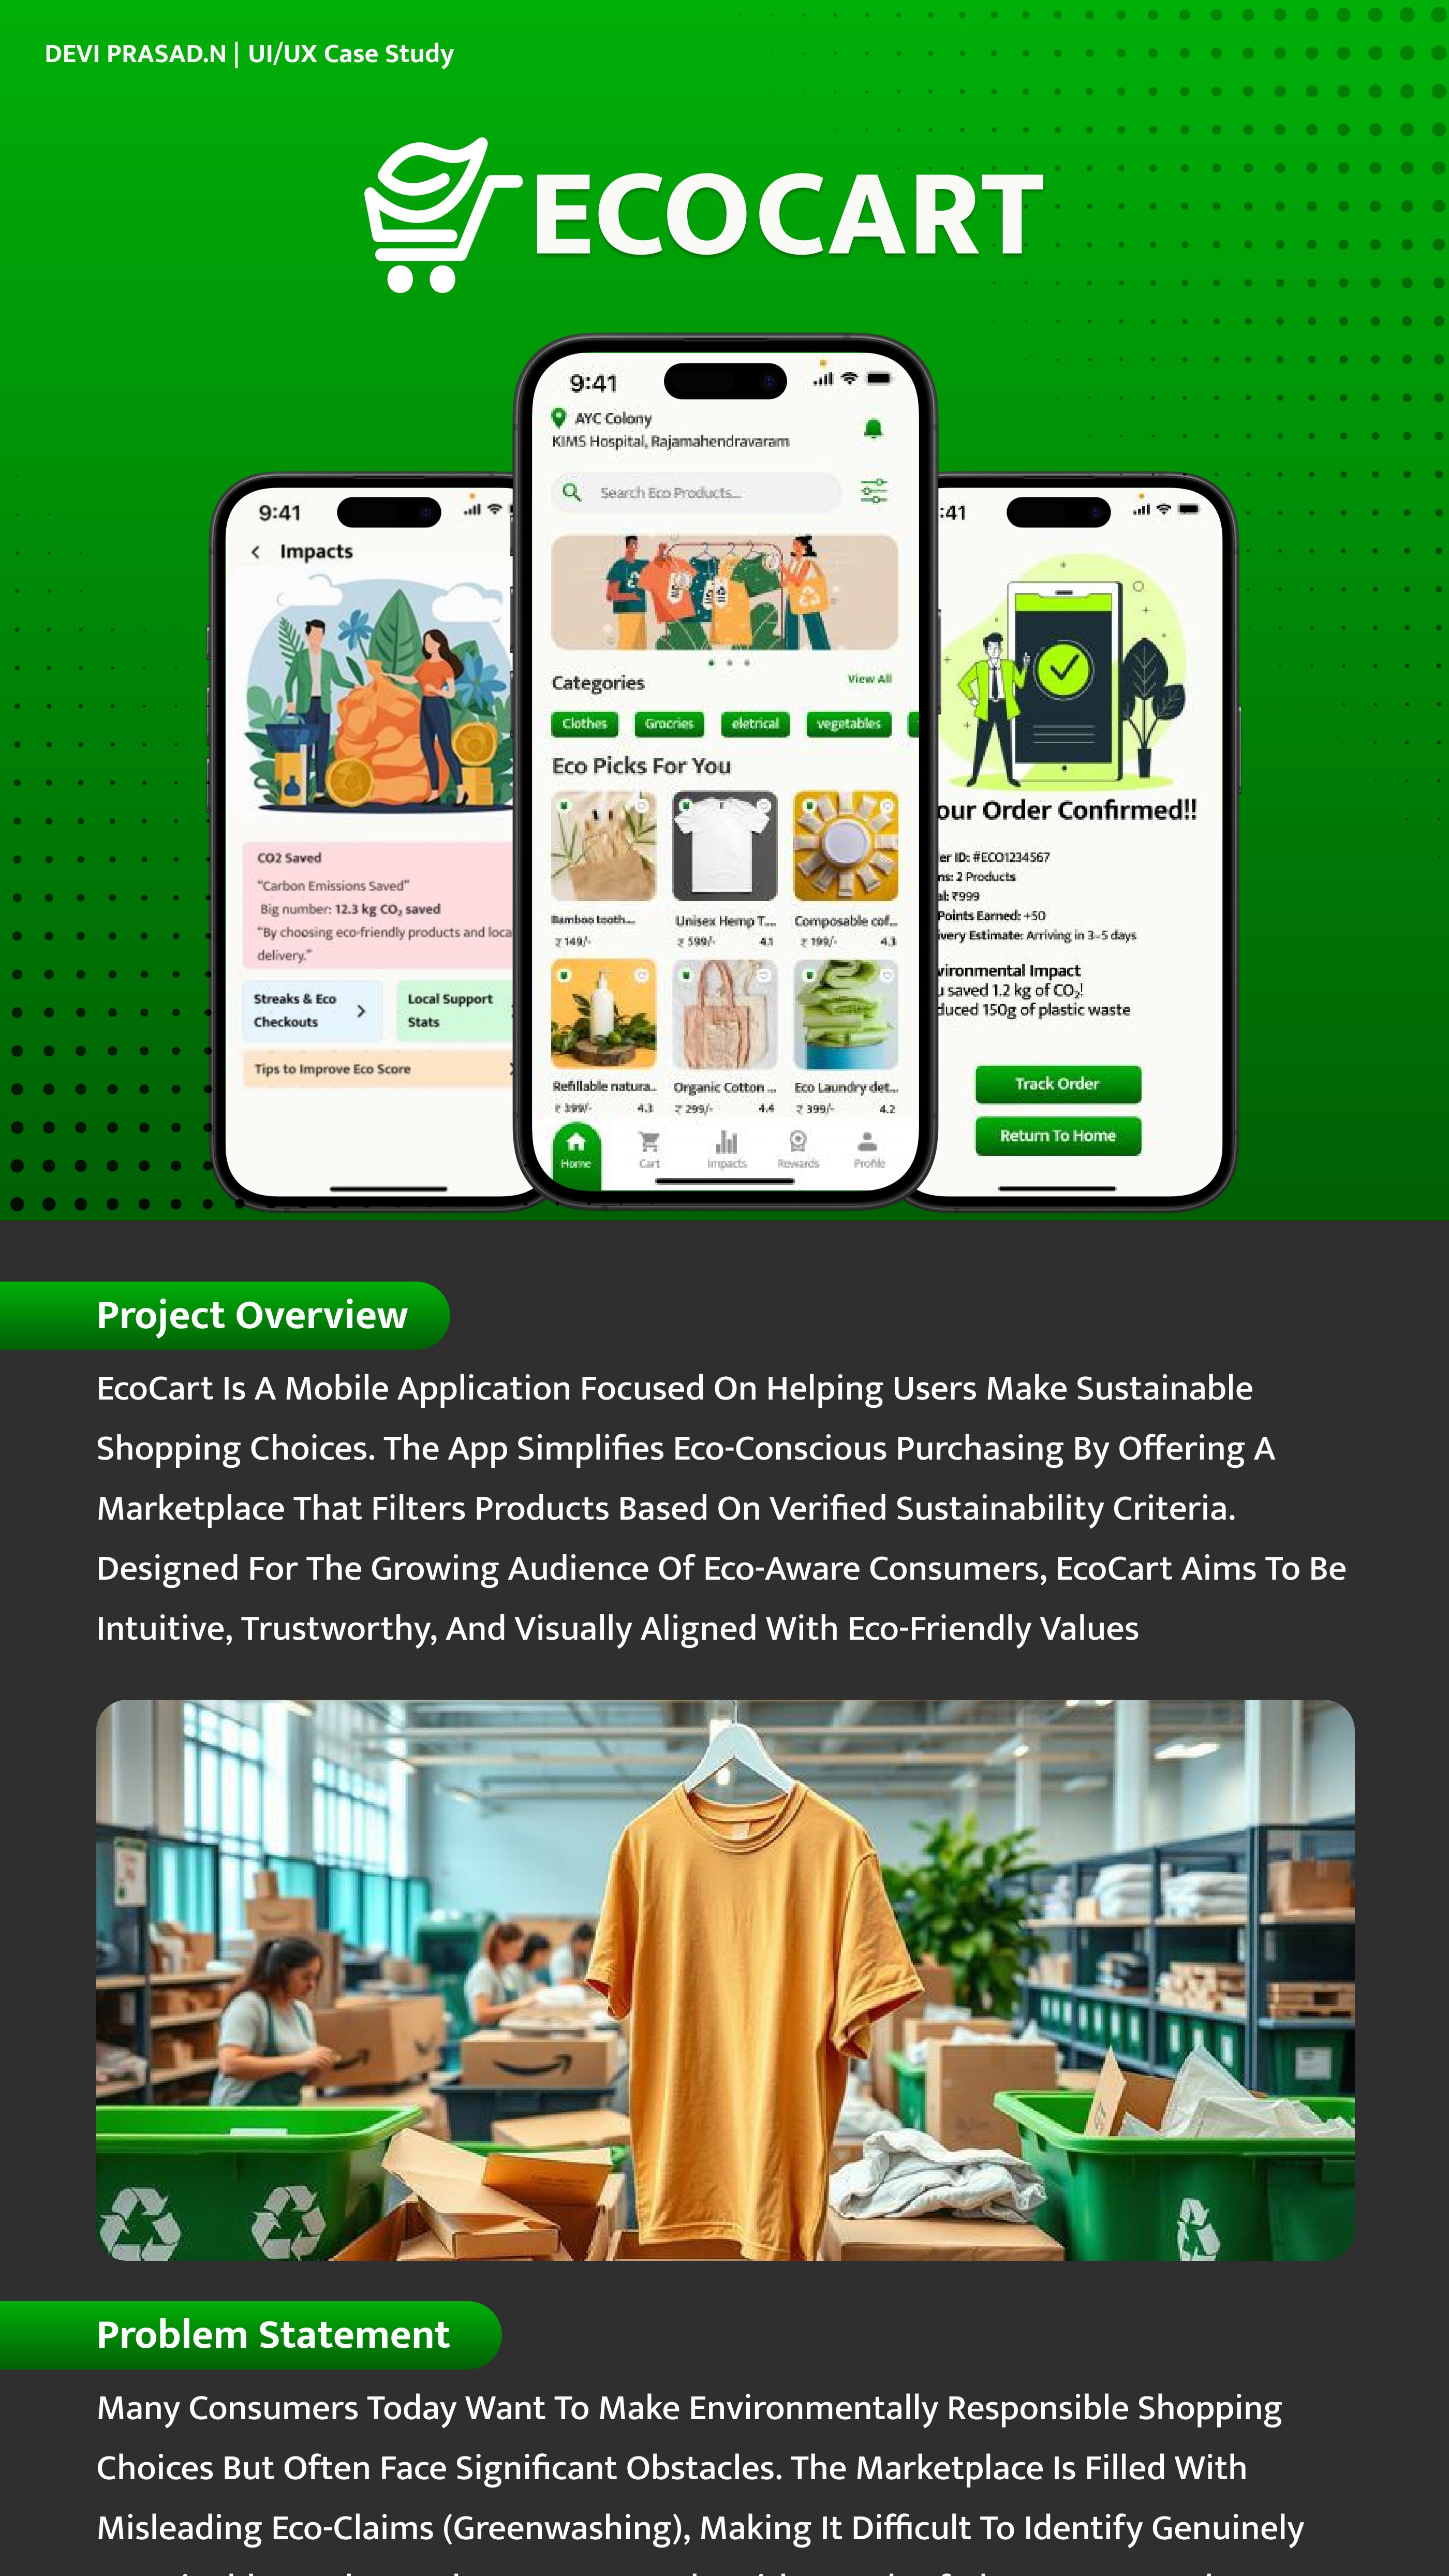 DEVI PRASAD.N | UI/UX Case Study
ECOCART
9:41
Impacts
CO2 Saved
“Carbon Emissions Saved”
Big number: 12.3 kg CO₂ saved
“By choosing eco-friendly products and loca
delivery.”
Streaks & Eco
Checkouts
Local Support
Stats
Tips to Improve Eco Score
9:41
AYC Colony
KIMS Hospital, Rajamahendravaram
Search Eco Products...
Categories
View All
Clothes
Grocries
eletrical
vegetables
Eco Picks For You
Bamboo tooth....
Unisex Hemp T....
Composable cof...
₹ 149/-
₹ 599/-
4.1
₹ 199/-
4.3
Refillable natura..
Organic Cotton ...
Eco Laundry det...
₹ 399/-
4.3
₹ 299/-
4.4
₹ 399/-
4.2
Home
Cart
Impacts
Rewards
Profile
:41
our Order Confirmed!!
er ID: #ECO1234567
ns: 2 Products
al: ₹999
Points Earned: +50
ivery Estimate: Arriving in 3–5 days
vironmental Impact
u saved 1.2 kg of CO₂!
duced 150g of plastic waste
Track Order
Return To Home
Project Overview
EcoCart Is A Mobile Application Focused On Helping Users Make Sustainable
Shopping Choices. The App Simplifies Eco-Conscious Purchasing By Offering A
Marketplace That Filters Products Based On Verified Sustainability Criteria.
Designed For The Growing Audience Of Eco-Aware Consumers, EcoCart Aims To Be
Intuitive, Trustworthy, And Visually Aligned With Eco-Friendly Values
Problem Statement
Many Consumers Today Want To Make Environmentally Responsible Shopping
Choices But Often Face Significant Obstacles. The Marketplace Is Filled With
Misleading Eco-Claims (Greenwashing), Making It Difficult To Identify Genuinely